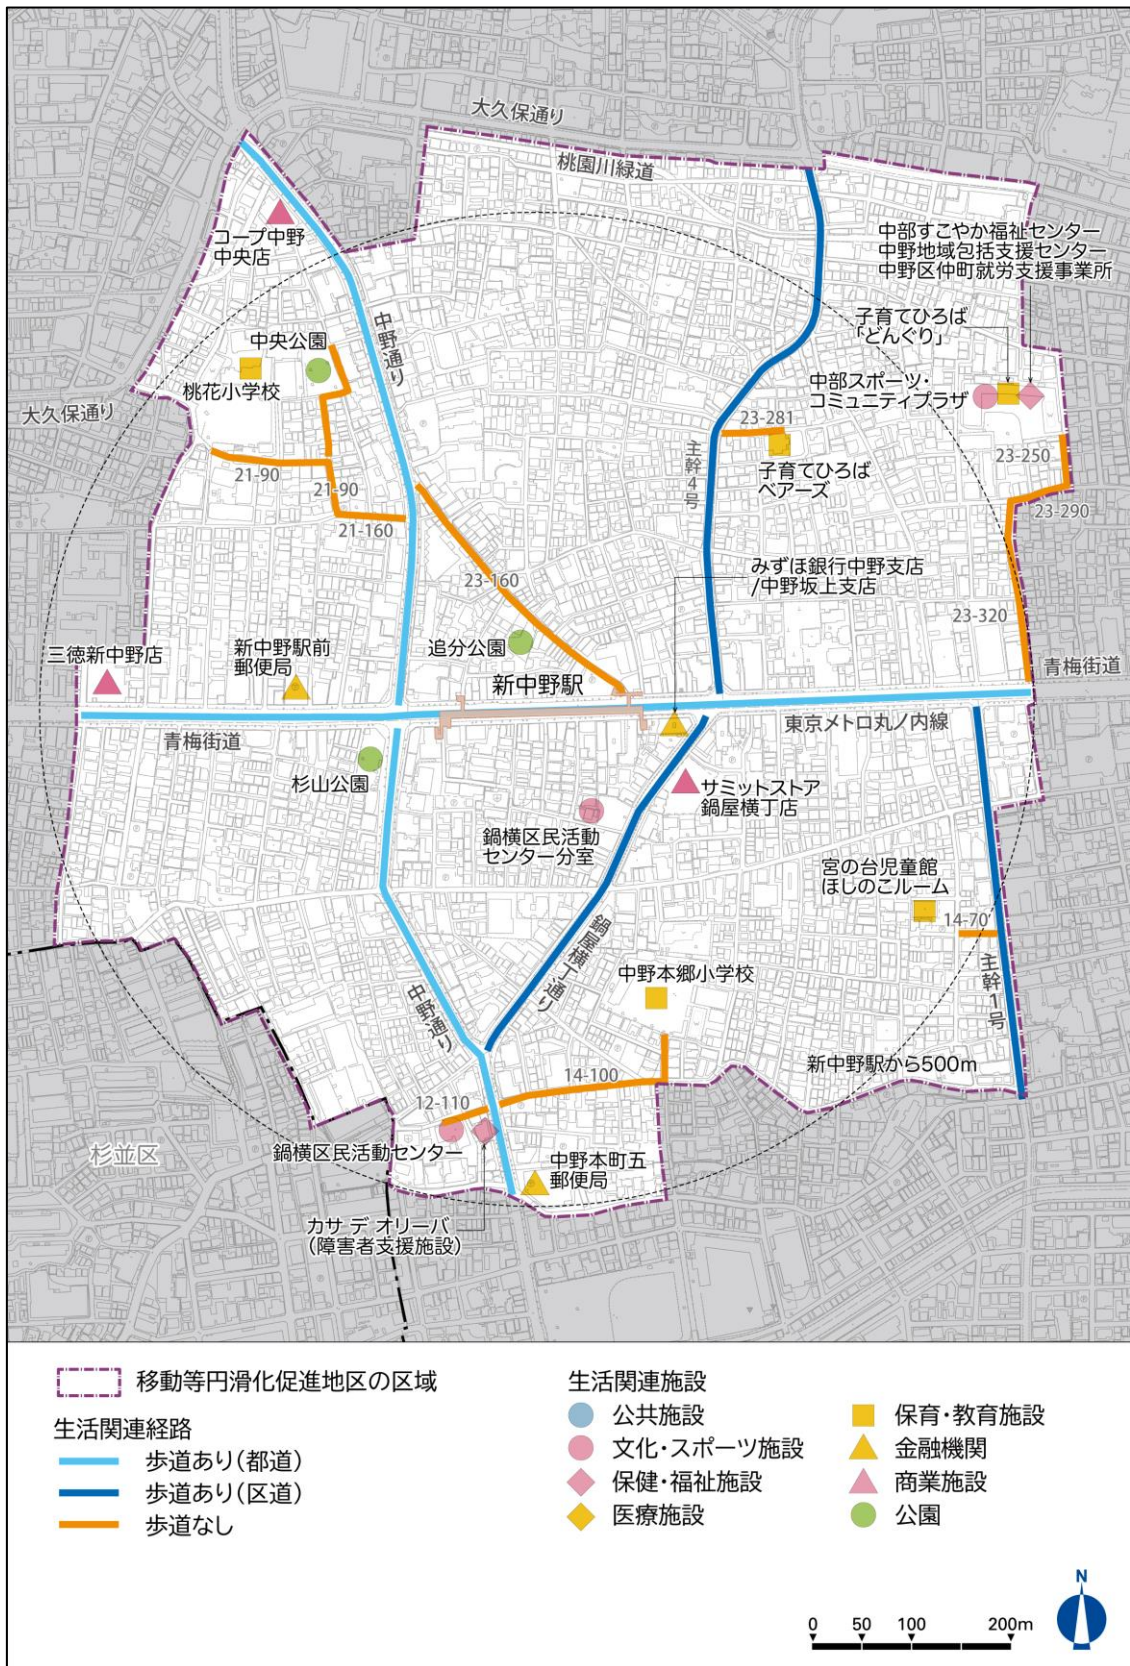 大久保通り
桃園川緑道
コープ中野
中央店
中部すこやか福祉センター
中野地域包括支援センター
中野区仲町就労支援事業所
子育てひろば
「どんぐり」
中野通り
中央公園
桃花小学校
中部スポーツ・
コミュニティプラザ
大久保通り
23-281
主幹4号
子育てひろば
ベアーズ
23-250
21-90
21-90
23-290
21-160
23-160
みずほ銀行中野支店
/中野坂上支店
23-320
三徳新中野店
新中野駅前
郵便局
追分公園
新中野駅
青梅街道
青梅街道
東京メトロ丸ノ内線
杉山公園
サミットストア
鍋屋横丁店
鍋横区民活動
センター分室
宮の台児童館
ほしのこルーム
14-70
鍋屋横丁通り
中野本郷小学校
主幹1号
中野通り
新中野駅から500m
14-100
12-110
杉並区
鍋横区民活動センター
中野本町五
郵便局
カサ デ オリーバ
(障害者支援施設)
移動等円滑化促進地区の区域
生活関連経路
歩道あり(都道)
歩道あり(区道)
歩道なし
生活関連施設
公共施設
文化・スポーツ施設
保健・福祉施設
医療施設
保育・教育施設
金融機関
商業施設
公園
N
0 50 100 200m